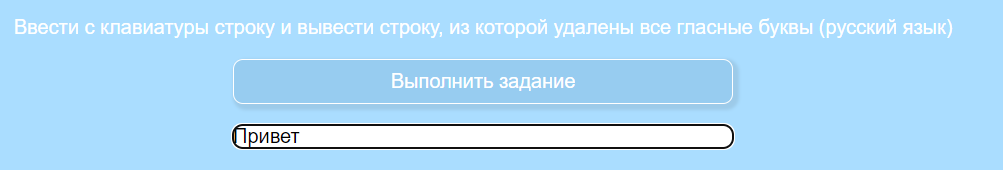 Ввести с клавиатуры строку и вывести строку, из которой удалены все гласные буквы (русский язык)
Выполнить задание
Привет